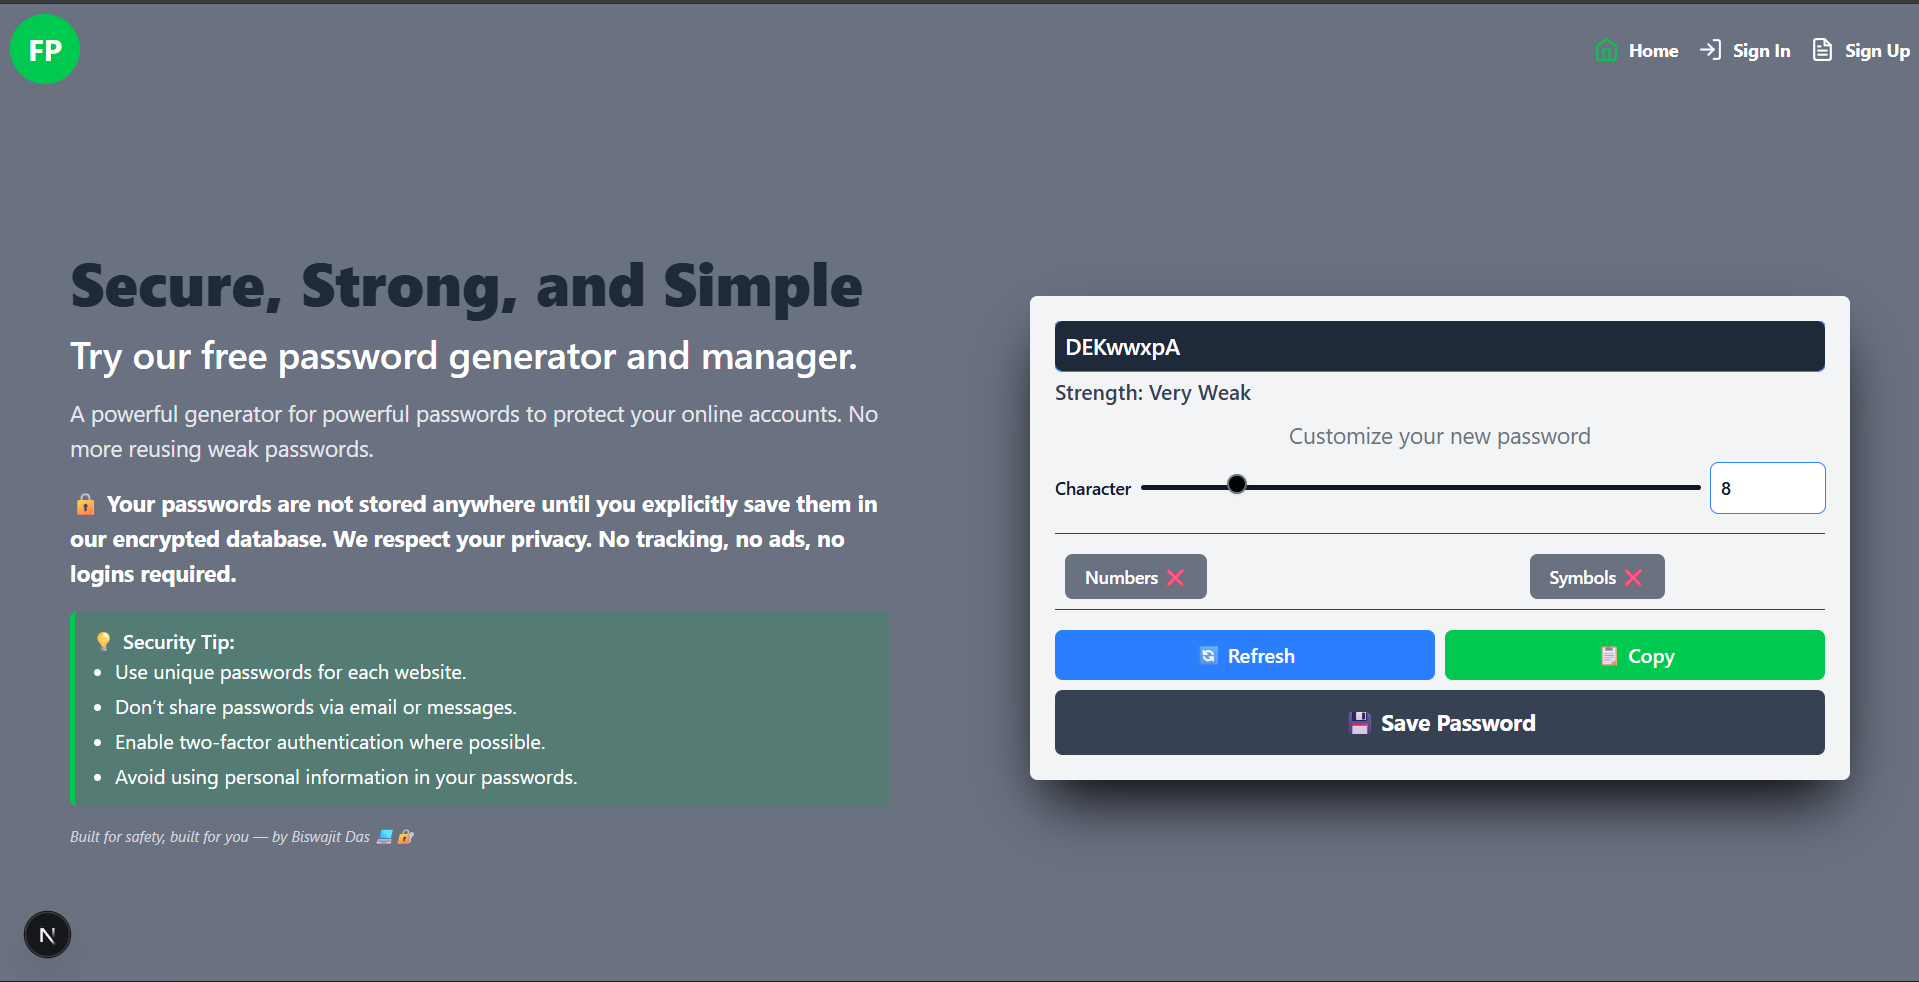 FP
Home
Sign In
Sign Up
Secure, Strong, and Simple
Try our free password generator and manager.
A powerful generator for powerful passwords to protect your online accounts. No
more reusing weak passwords.
🔒 Your passwords are not stored anywhere until you explicitly save them in
our encrypted database. We respect your privacy. No tracking, no ads, no
logins required.
💡 Security Tip:
• Use unique passwords for each website.
• Don’t share passwords via email or messages.
• Enable two-factor authentication where possible.
• Avoid using personal information in your passwords.
Built for safety, built for you — by Biswajit Das 💻🔐
DEKwwxpA
Strength: Very Weak
Customize your new password
Character
8
Numbers ❌
Symbols ❌
🔄 Refresh
📋 Copy
💾 Save Password
N